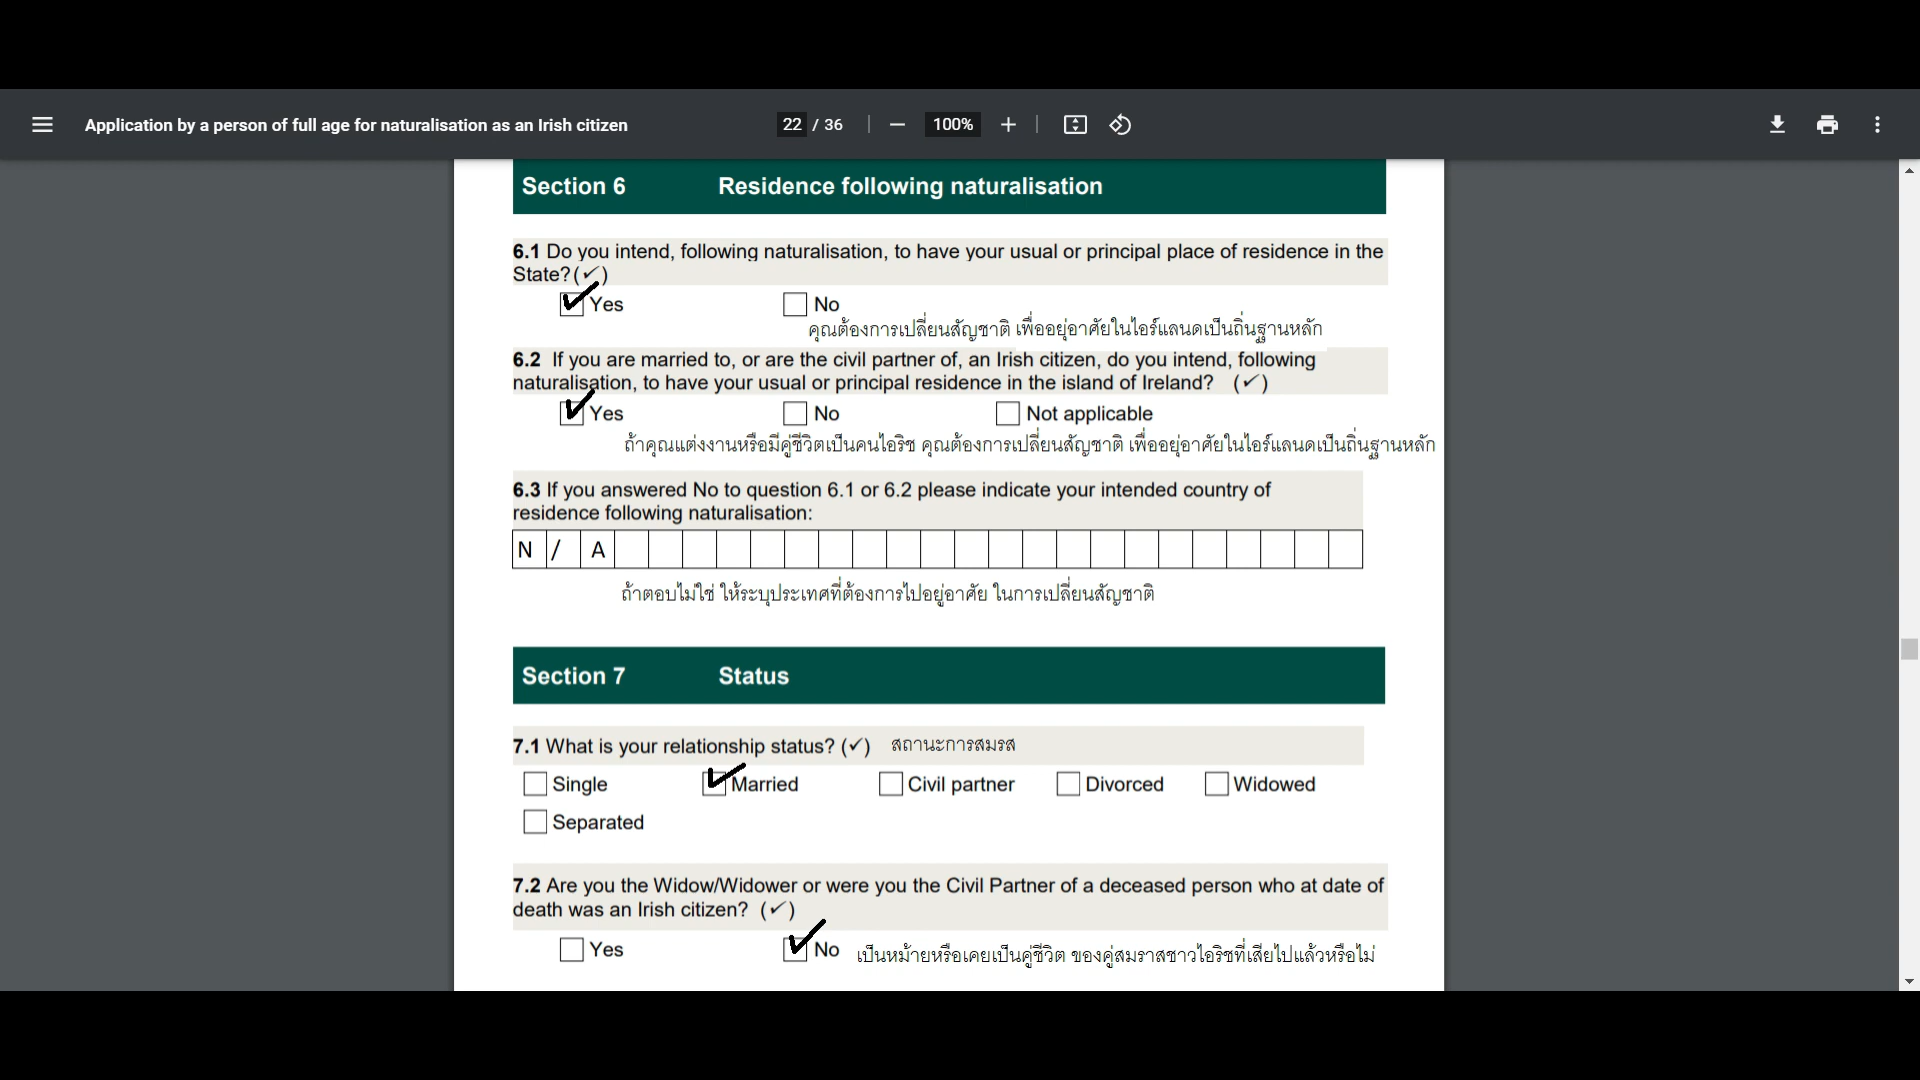 Application by a person of full age for naturalisation as an Irish citizen 22 / 36 100%
Section 6 Residence following naturalisation
6.1 Do you intend, following naturalisation, to have your usual or principal place of residence in the
State?(✓)
Yes No
คุณต้องการเปลี่ยนสัญชาติ เพื่ออยู่อาศัยในไอร์แลนดเป็นถิ่นฐานหลัก
6.2 If you are married to, or are the civil partner of, an Irish citizen, do you intend, following
naturalisation, to have your usual or principal residence in the island of Ireland? (✓)
Yes No Not applicable
ถ้าคุณแต่งงานหรือมีคู่ชีวิตเป็นคนไอริช คุณต้องการเปลี่ยนสัญชาติ เพื่ออยู่อาศัยในไอร์แลนดเป็นถิ่นฐานหลัก
6.3 If you answered No to question 6.1 or 6.2 please indicate your intended country of
residence following naturalisation:
N / A
ถ้าตอบไม่ใช่ ให้ระบุประเทศที่ต้องการไปอยู่อาศัย ในการเปลี่ยนสัญชาติ
Section 7 Status
7.1 What is your relationship status? (✓) สถานะการสมรส
Single Married Civil partner Divorced Widowed
Separated
7.2 Are you the Widow/Widower or were you the Civil Partner of a deceased person who at date of
death was an Irish citizen? (✓)
Yes No เป็นหม้ายหรือเคยเป็นคู่ชีวิต ของคู่สมราสชาวไอริชที่เสียไปแล้วหรือไม่